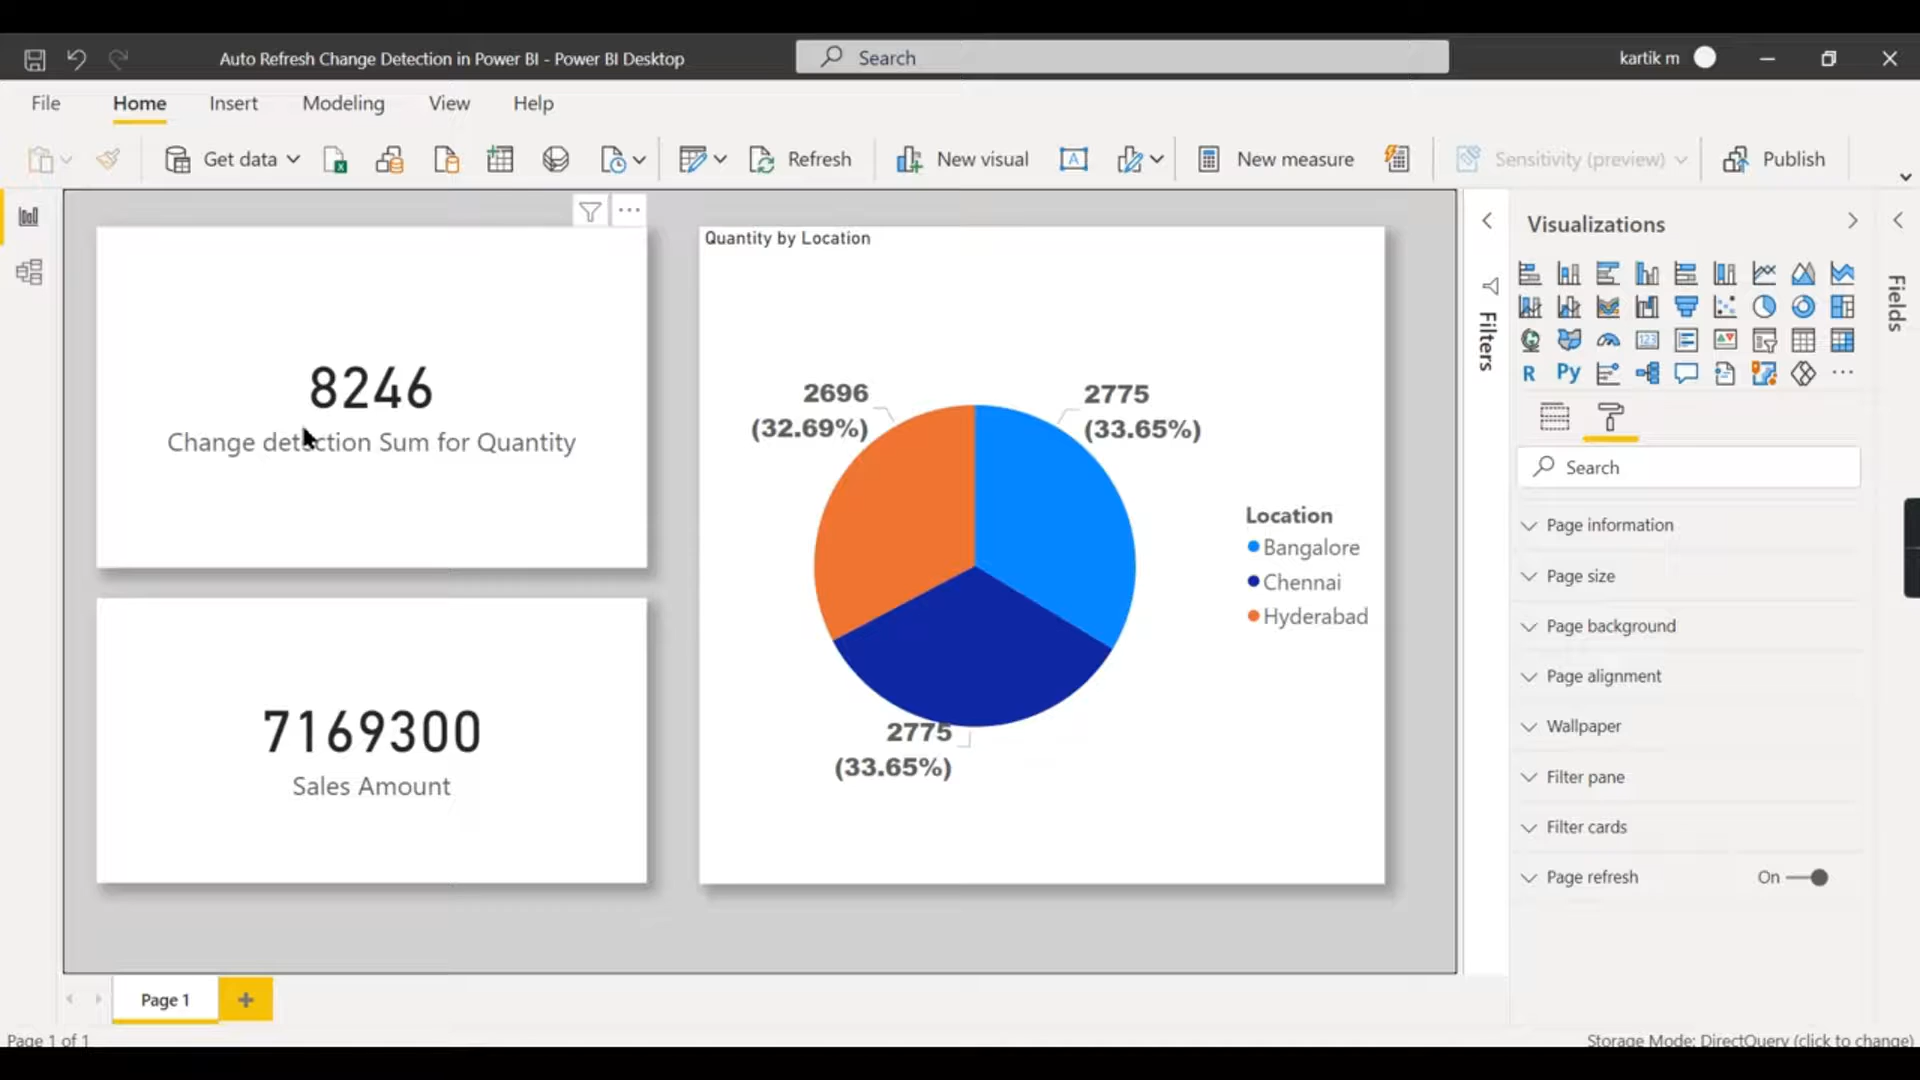 Auto Refresh Change Detection in Power BI - Power BI Desktop
Search
kartik m
File
Home
Insert
Modeling
View
Help
Get data
Refresh
New visual
New measure
Sensitivity (preview)
Publish
8246
Change detection Sum for Quantity
7169300
Sales Amount
Quantity by Location
2696
(32.69%)
2775
(33.65%)
2775
(33.65%)
Location
Bangalore
Chennai
Hyderabad
Filters
Visualizations
123
R
Py
Search
Page information
Page size
Page background
Page alignment
Wallpaper
Filter pane
Filter cards
Page refresh
On
Fields
Page 1
Page 1 of 1
Storage Mode: DirectQuery (click to change)